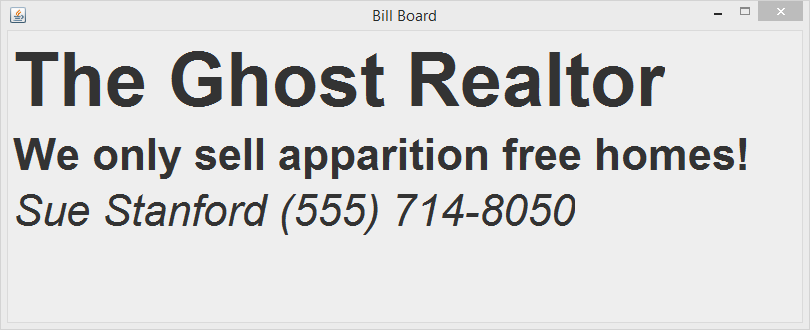 Bill Board
The Ghost Realtor
We only sell apparition free homes!
Sue Stanford (555) 714-8050